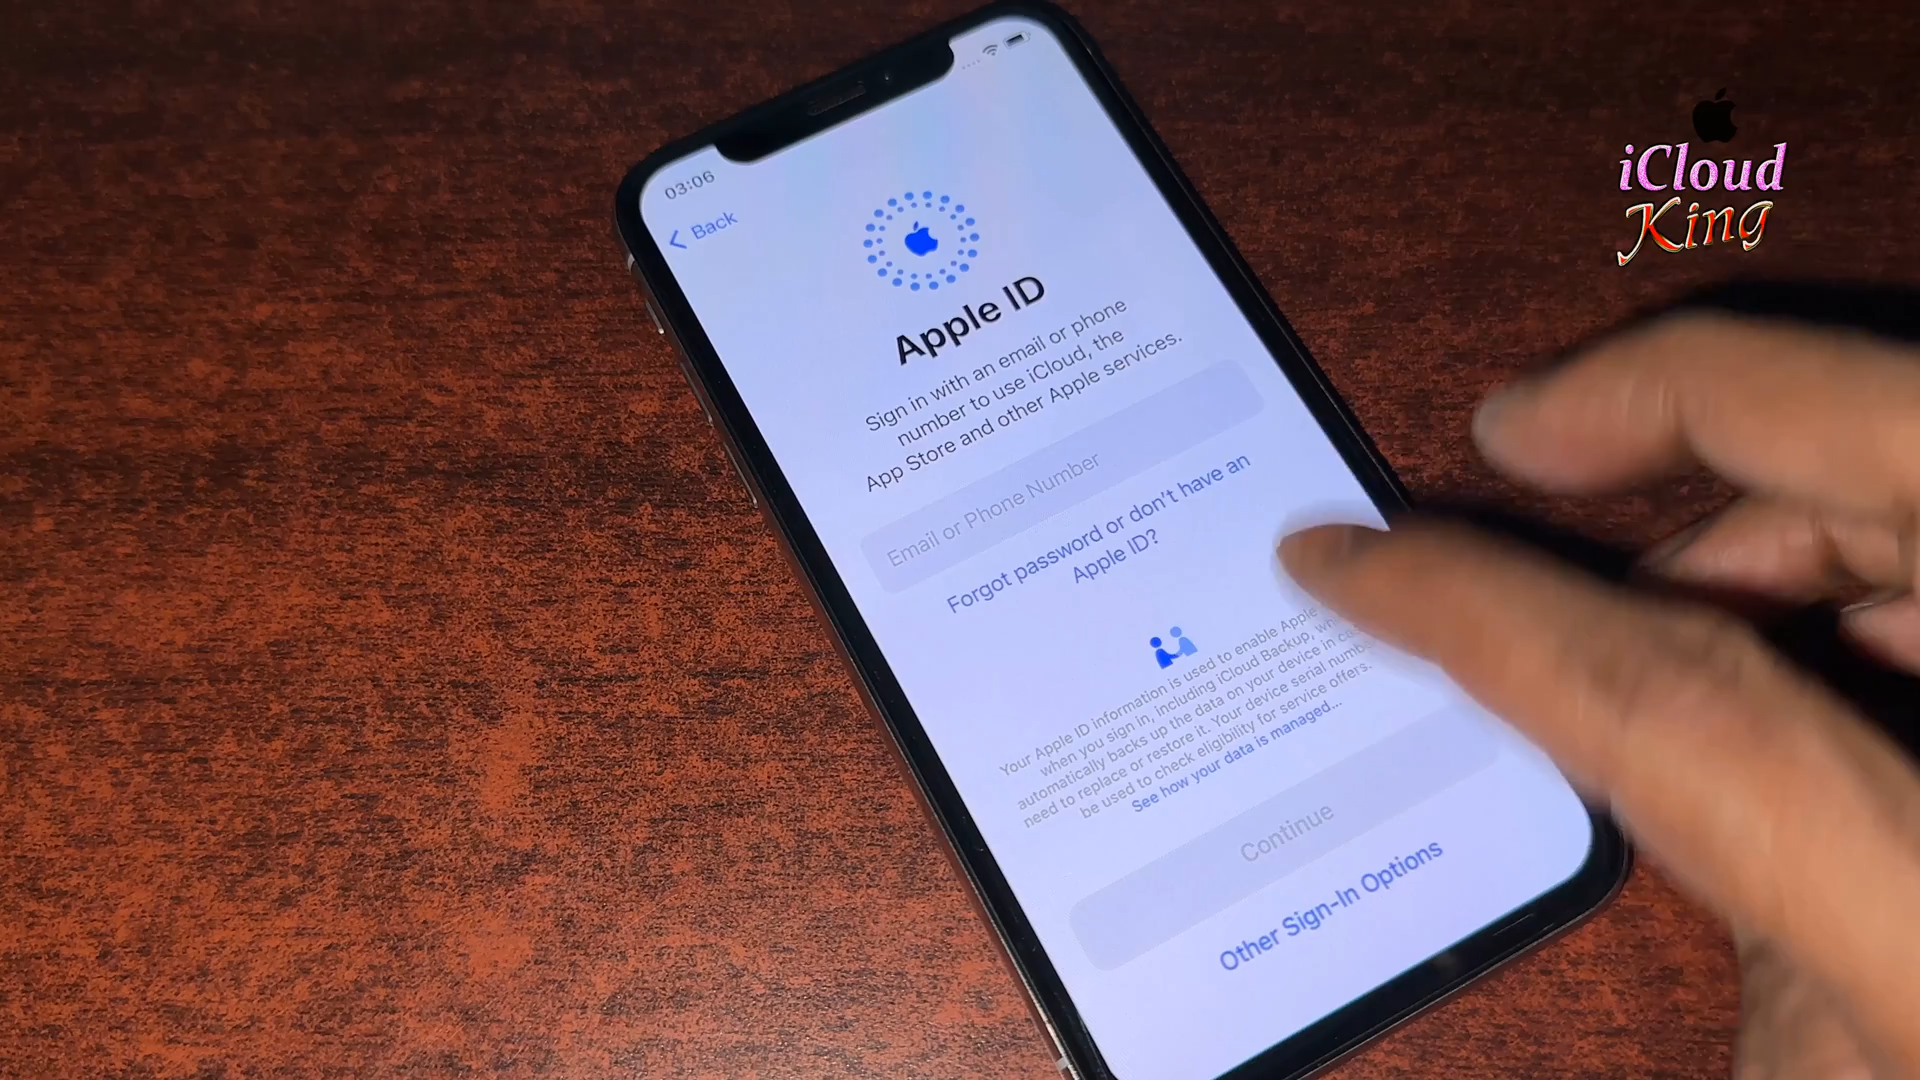 03:06
Back
Apple ID
Sign in with an email or phone
number to use iCloud, the
App Store and other Apple services.
Email or Phone Number
Forgot password or don't have an
Apple ID?
Your Apple ID information is used to enable Apple
when you sign in, including iCloud Backup,
automatically backs up the data on your device in
need to replace or restore it. Your device serial
be used to check eligibility for service offers.
See how your data is managed...
Continue
Other Sign-In Options
iCloud
King